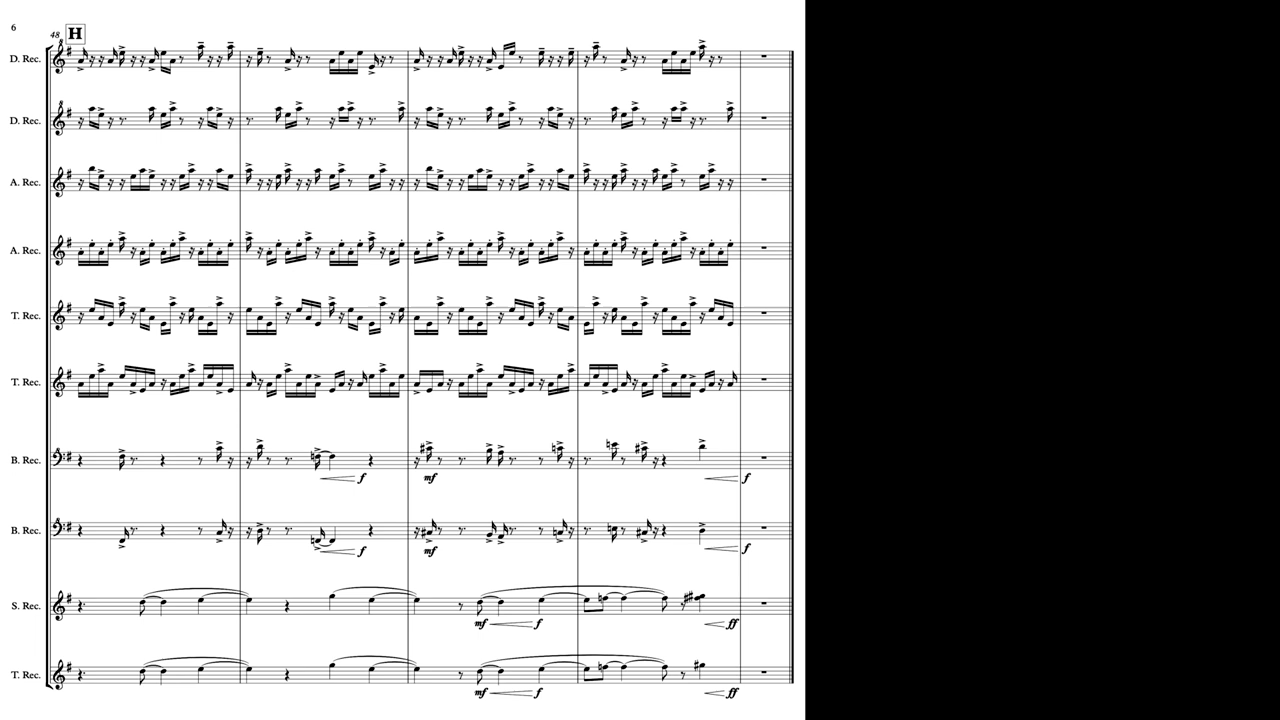 6
48 H
D. Rec.
D. Rec.
A. Rec.
A. Rec.
T. Rec.
T. Rec.
B. Rec.
f mf f
B. Rec.
f mf f
S. Rec.
mf f ff
T. Rec.
mf f ff